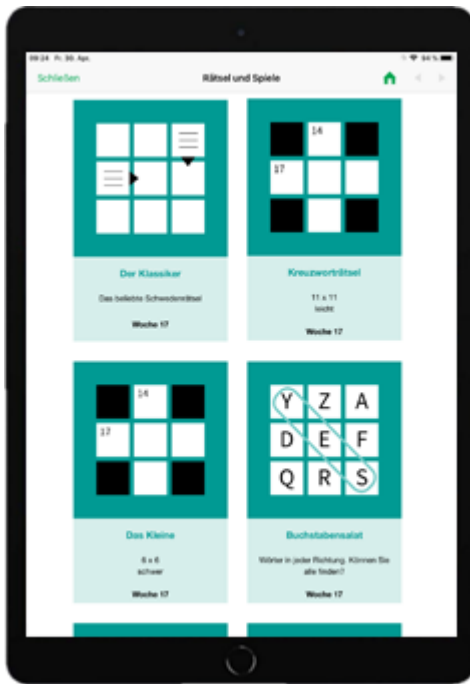 09:24 Fr. 30. Apr.
94 %
Schließen
Rätsel und Spiele
14
17
Der Klassiker
Das beliebte Schwedenrätsel
Woche 17
Kreuzworträtsel
11 x 11
leicht
Woche 17
14
17
Das Kleine
6 x 6
schwer
Woche 17
Y Z A
D E F
Q R S
Buchstabensalat
Wörter in jeder Richtung. Können Sie
alle finden?
Woche 17